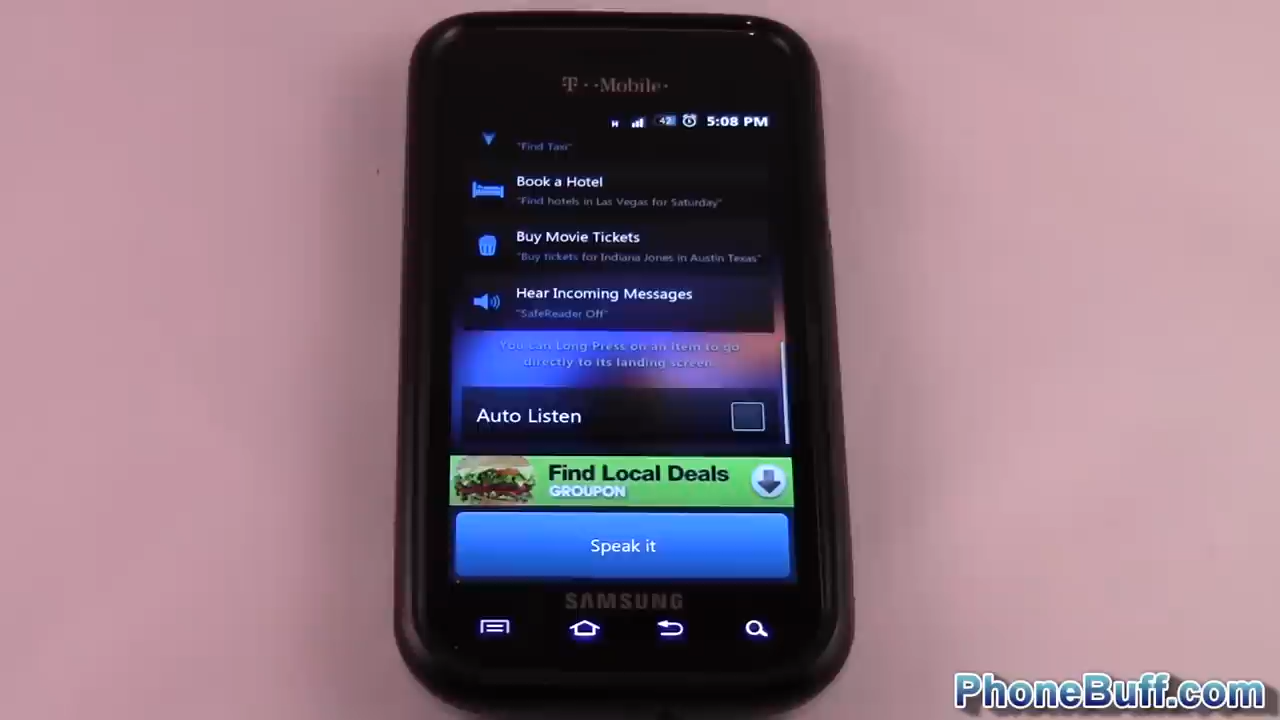 T··Mobile·
H 42 5:08 PM
"Find Taxi"
Book a Hotel
"Find hotels in Las Vegas for Saturday"
Buy Movie Tickets
"Buy tickets for Indiana Jones in Austin Texas"
Hear Incoming Messages
"SafeReader Off"
You can Long Press on an item to go
directly to its landing screen.
Auto Listen
Find Local Deals
GROUPON
Speak it
SAMSUNG
PhoneBuff.com